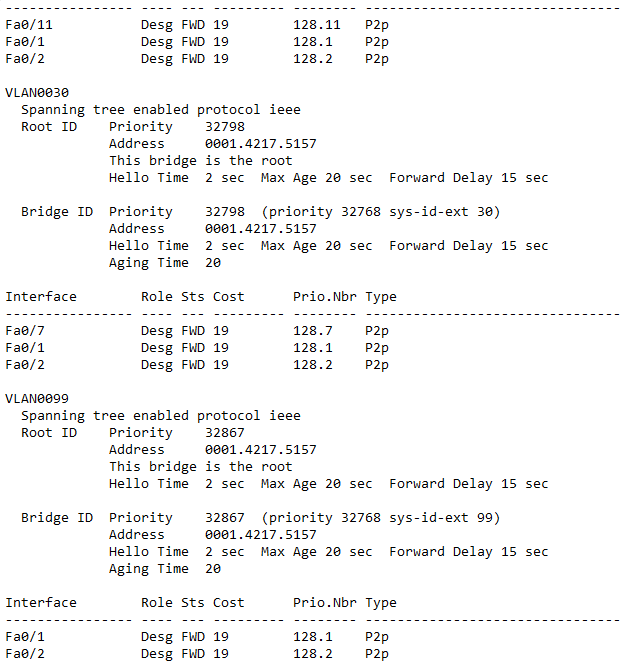 ---------------- ---- --- --------- -------- --------------------------------
Fa0/11           Desg FWD 19        128.11   P2p
Fa0/1            Desg FWD 19        128.1    P2p
Fa0/2            Desg FWD 19        128.2    P2p

VLAN0030
  Spanning tree enabled protocol ieee
  Root ID    Priority    32798
             Address     0001.4217.5157
             This bridge is the root
             Hello Time  2 sec  Max Age 20 sec  Forward Delay 15 sec

  Bridge ID  Priority    32798  (priority 32768 sys-id-ext 30)
             Address     0001.4217.5157
             Hello Time  2 sec  Max Age 20 sec  Forward Delay 15 sec
             Aging Time  20

Interface        Role Sts Cost      Prio.Nbr Type
---------------- ---- --- --------- -------- --------------------------------
Fa0/7            Desg FWD 19        128.7    P2p
Fa0/1            Desg FWD 19        128.1    P2p
Fa0/2            Desg FWD 19        128.2    P2p

VLAN0099
  Spanning tree enabled protocol ieee
  Root ID    Priority    32867
             Address     0001.4217.5157
             This bridge is the root
             Hello Time  2 sec  Max Age 20 sec  Forward Delay 15 sec

  Bridge ID  Priority    32867  (priority 32768 sys-id-ext 99)
             Address     0001.4217.5157
             Hello Time  2 sec  Max Age 20 sec  Forward Delay 15 sec
             Aging Time  20

Interface        Role Sts Cost      Prio.Nbr Type
---------------- ---- --- --------- -------- --------------------------------
Fa0/1            Desg FWD 19        128.1    P2p
Fa0/2            Desg FWD 19        128.2    P2p